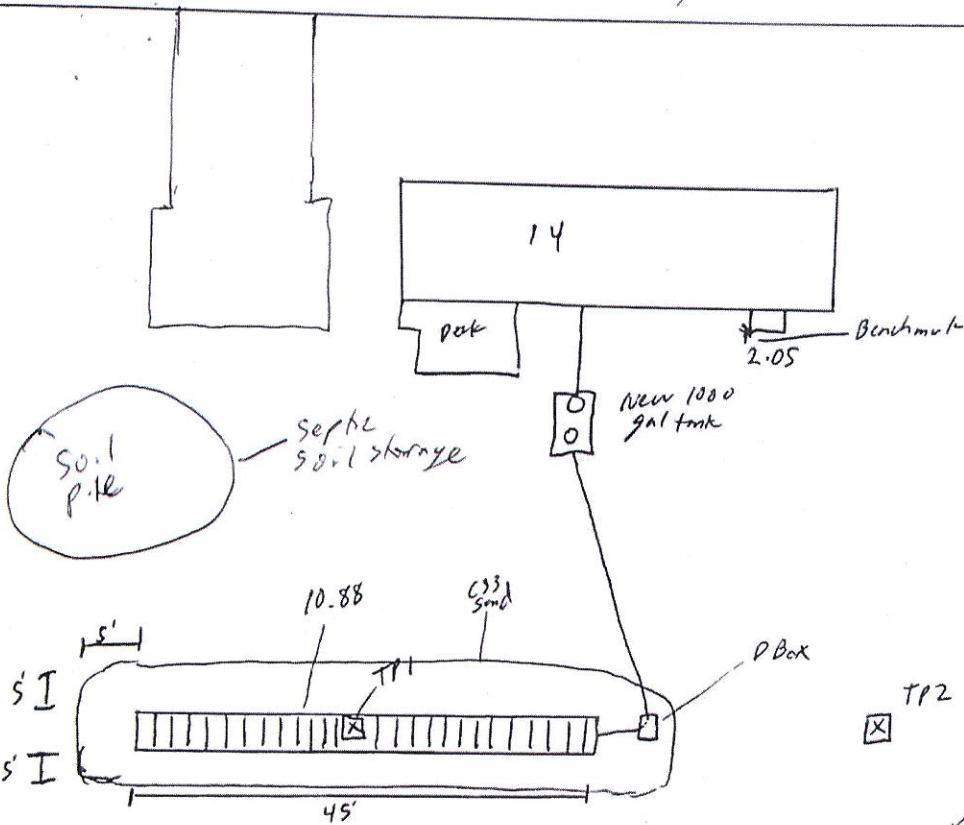 14
Deck
Benchmark
2.05
New 1000
gal tank
Soil
pile
septic
soil storage
10.88
C33
sand
5'
TP1
D Box
5'
TP2
5'
45'